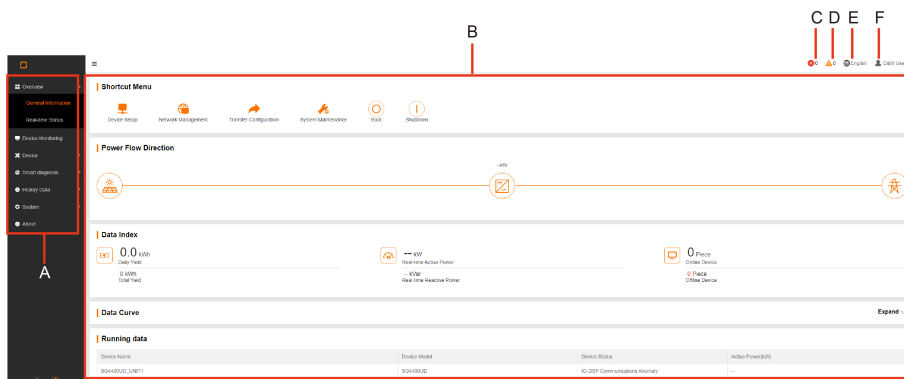 B
C D E F
0 0 English O&M User
Overview
General Information
Real-time Status
Device Monitoring
Device
Smart diagnosis
History Data
System
About
A
Shortcut Menu
Device Setup Network Management Transfer Configuration System Maintenance Boot Shutdown
Power Flow Direction
- kW
Data Index
0.0 kWh
Daily Yield
0 kWh
Total Yield
-- kW
Real-time Active Power
-- kVar
Real-time Reactive Power
0 Piece
Online Device
0 Piece
Offline Device
Data Curve Expand
Running data
Device Name Device Model Device Status Active Power(kW)
SG4400UD_UNIT1 SG4400UD IO DSP Communications Anomaly --